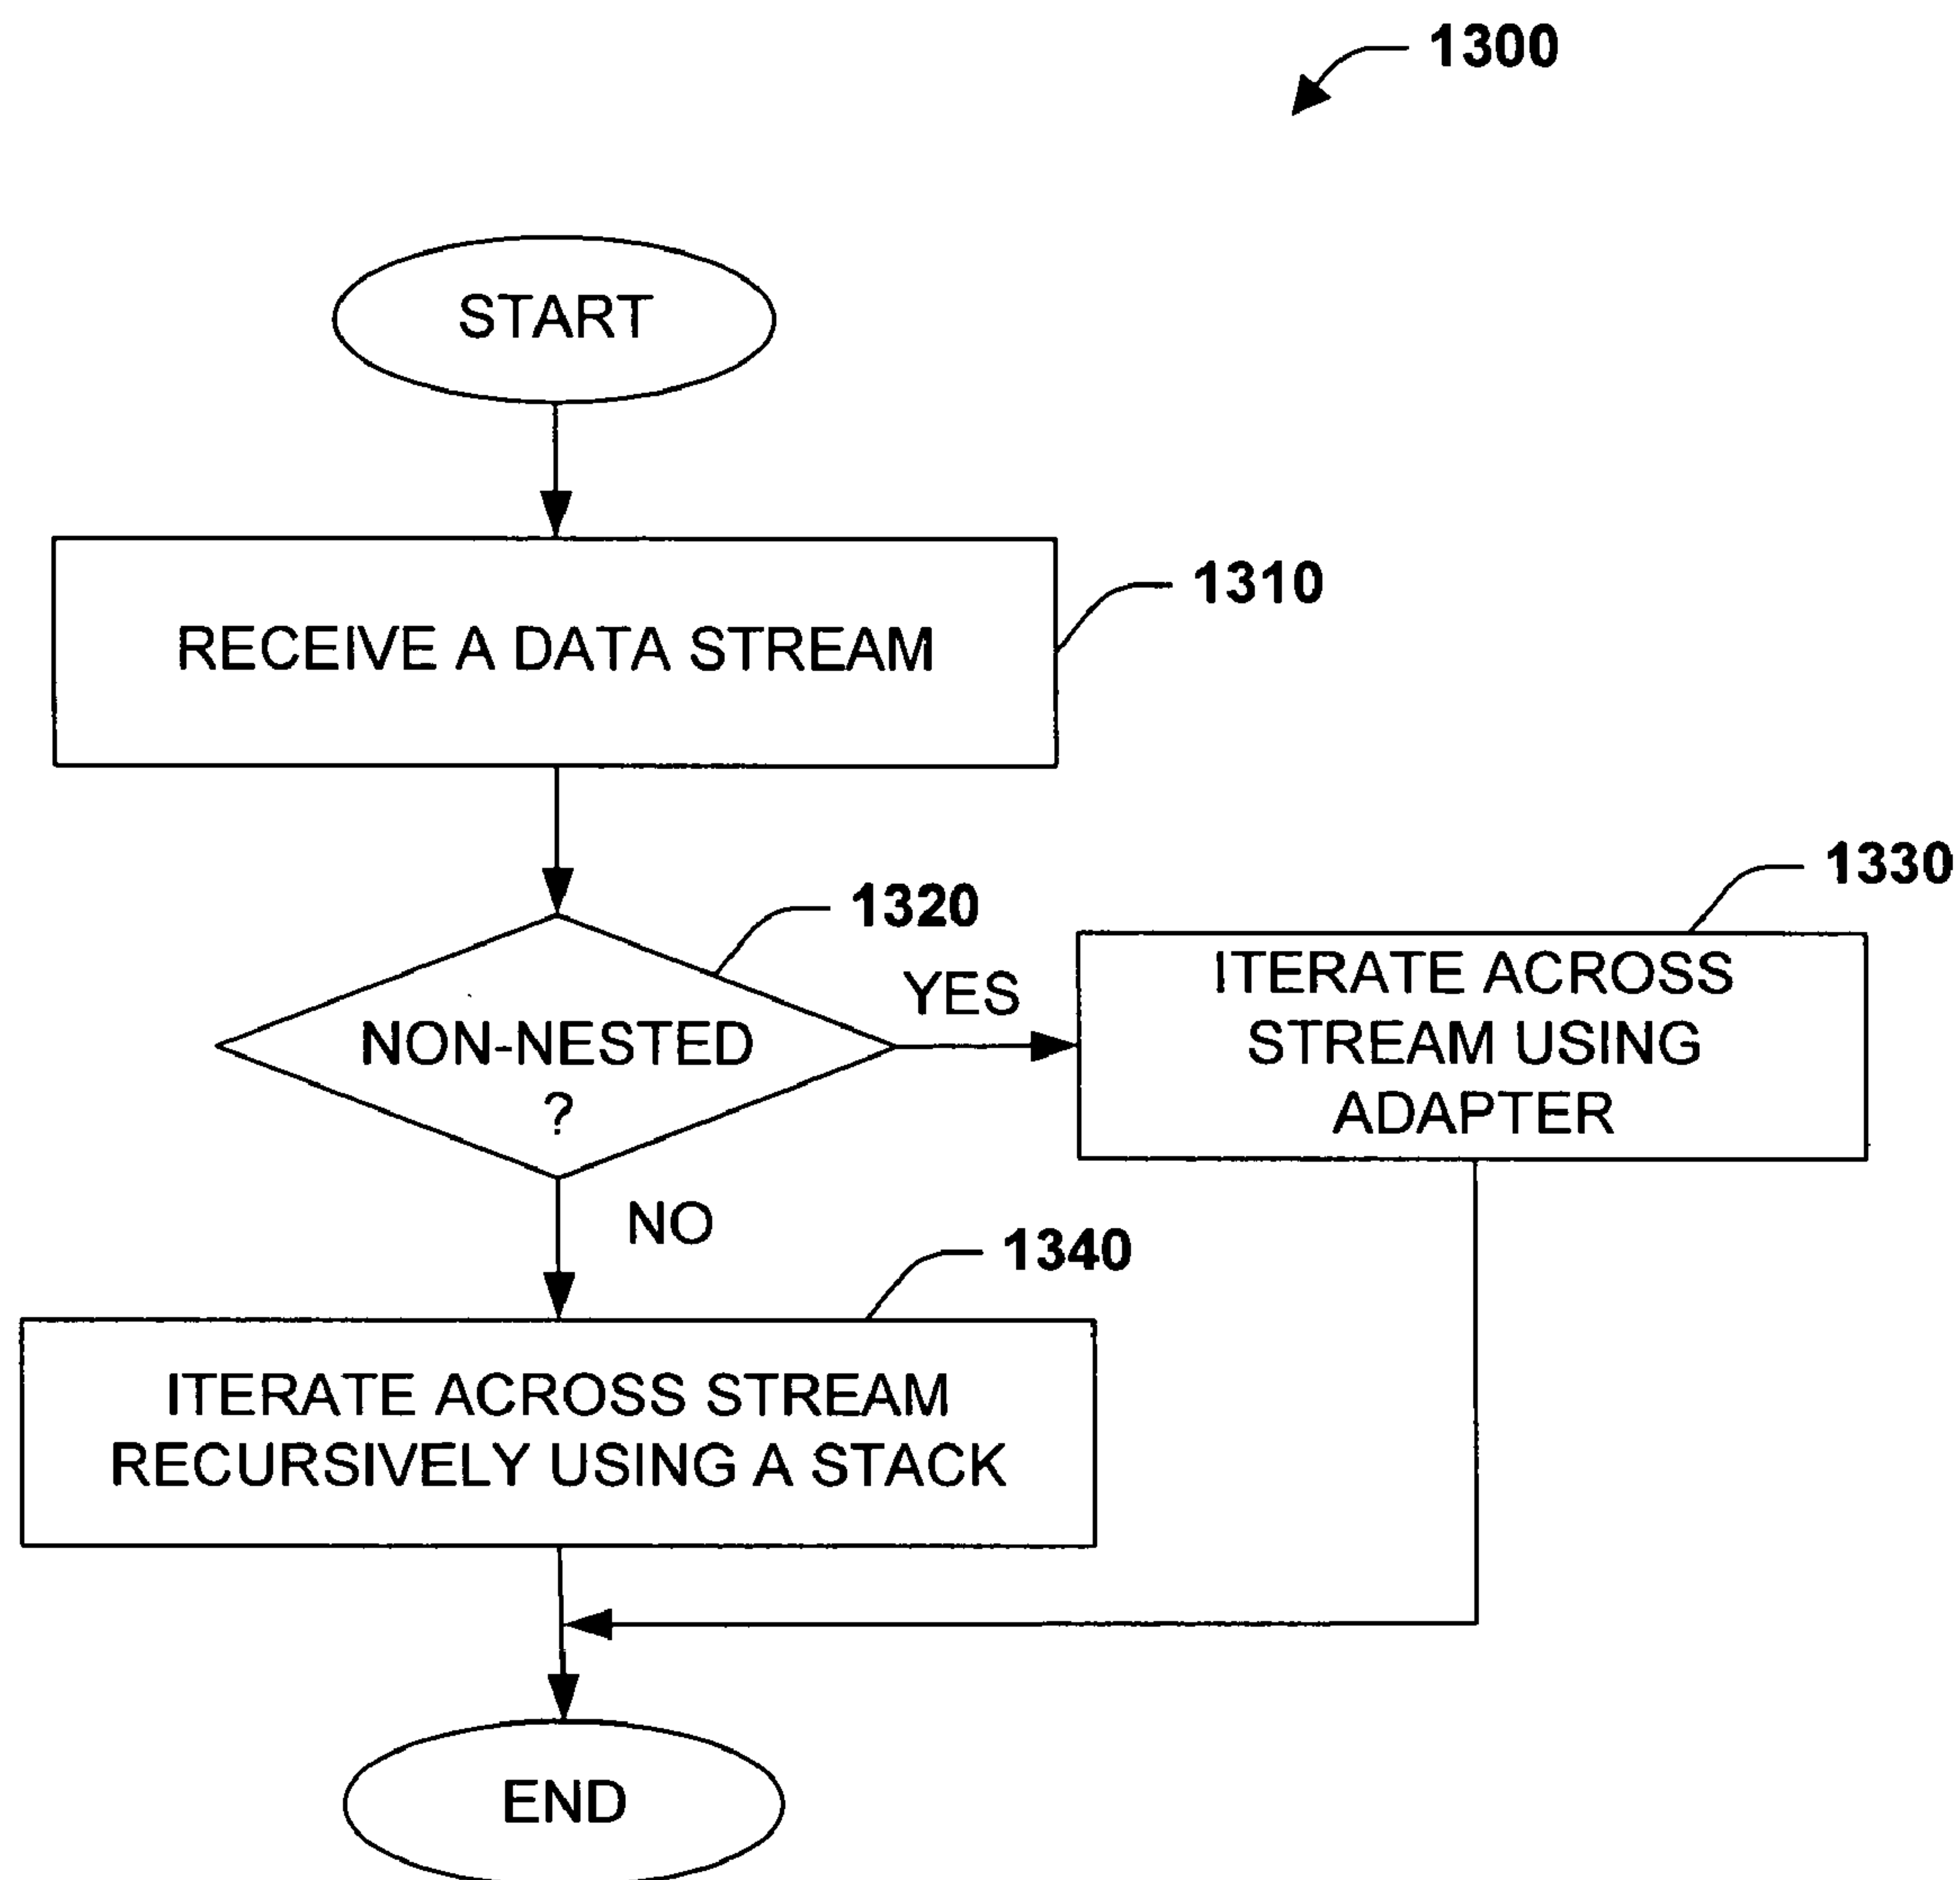 1300
START
RECEIVE A DATA STREAM
1310
1320
1330
NON-NESTED
?
YES
ITERATE ACROSS
STREAM USING
ADAPTER
NO
1340
ITERATE ACROSS STREAM
RECURSIVELY USING A STACK
END